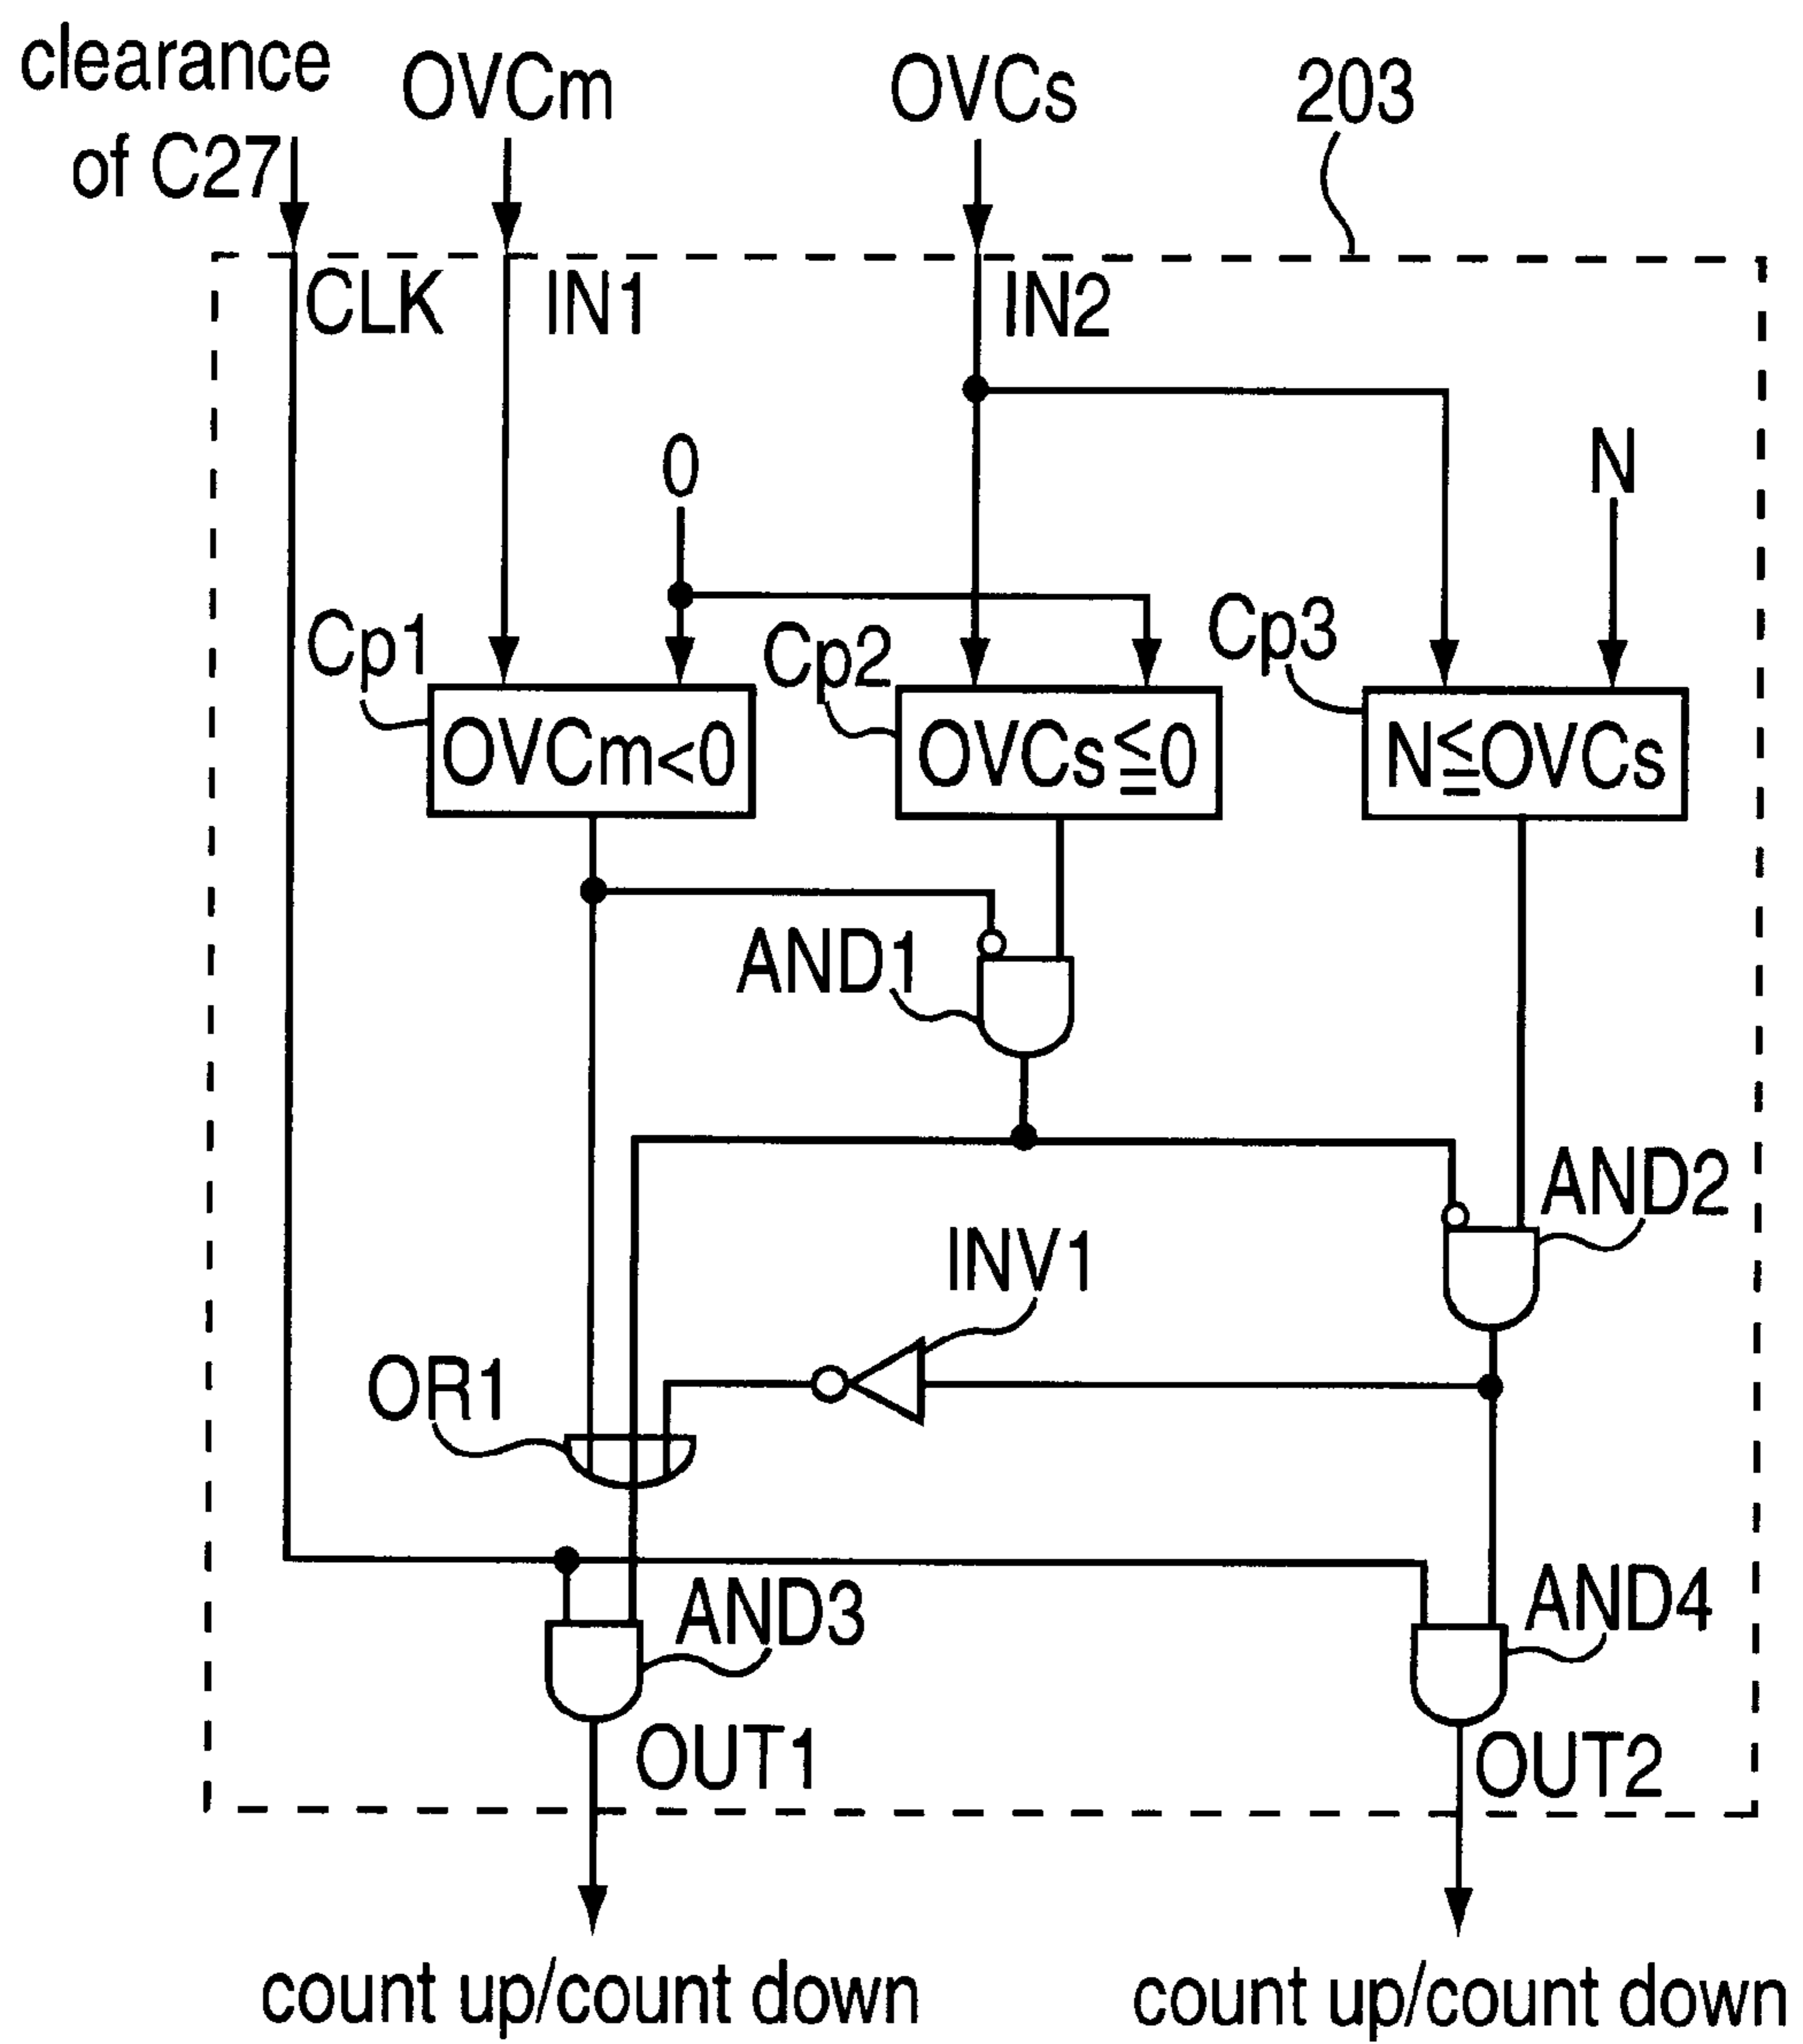 clearance
of C27
OVCm
OVCs
203
CLK
IN1
IN2
0
N
Cp1
Cp2
Cp3
OVCm<0
OVCs≦0
N≦OVCs
AND1
AND2
INV1
OR1
AND3
AND4
OUT1
OUT2
count up/count down
count up/count down